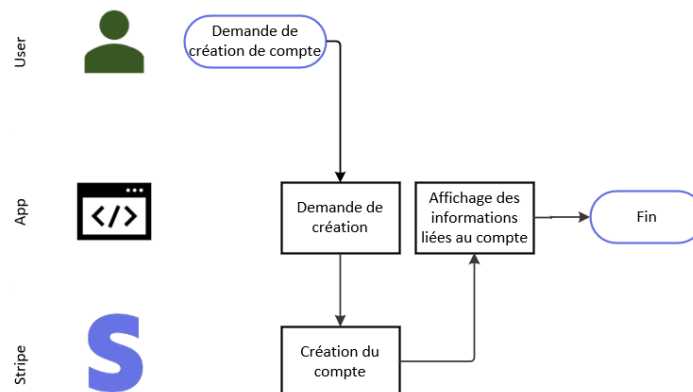 User
Demande de
création de compte
App
</>
Demande de
création
Affichage des
informations
liées au compte
Fin
Stripe
S
Création du
compte